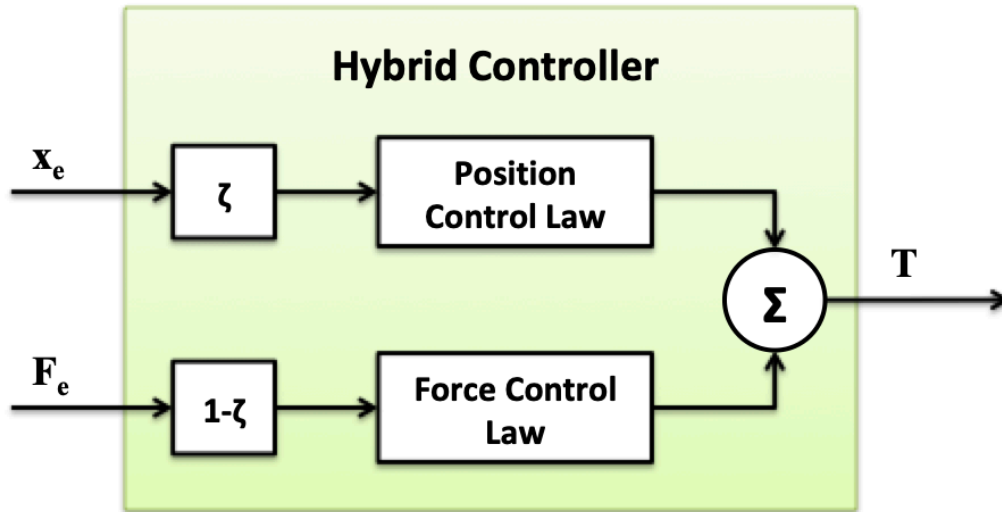 Hybrid Controller
xₑ
ζ
Position
Control Law
Σ
T
Fₑ
1-ζ
Force Control
Law